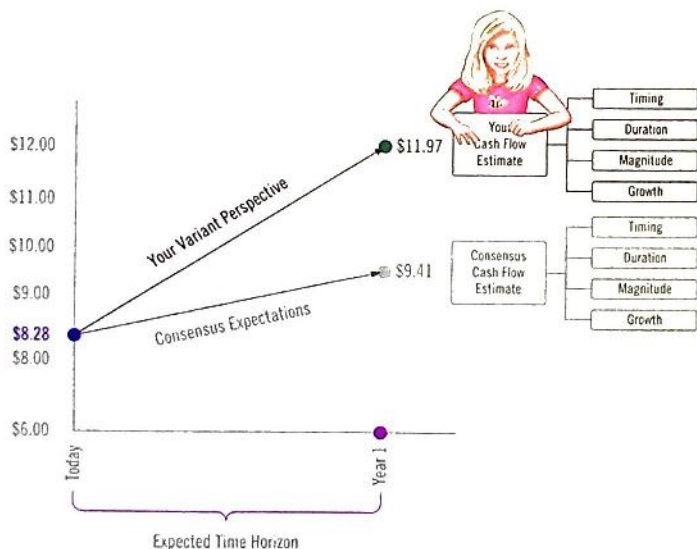 $12.00
$11.00
$10.00
$9.00
$8.28
$8.00
$6.00
Your Variant Perspective
Consensus Expectations
$11.97
$9.41
Cash Flow
Estimate
Timing
Duration
Magnitude
Growth
Consensus
Cash Flow
Estimate
Timing
Duration
Magnitude
Growth
Today
Year 1
Expected Time Horizon